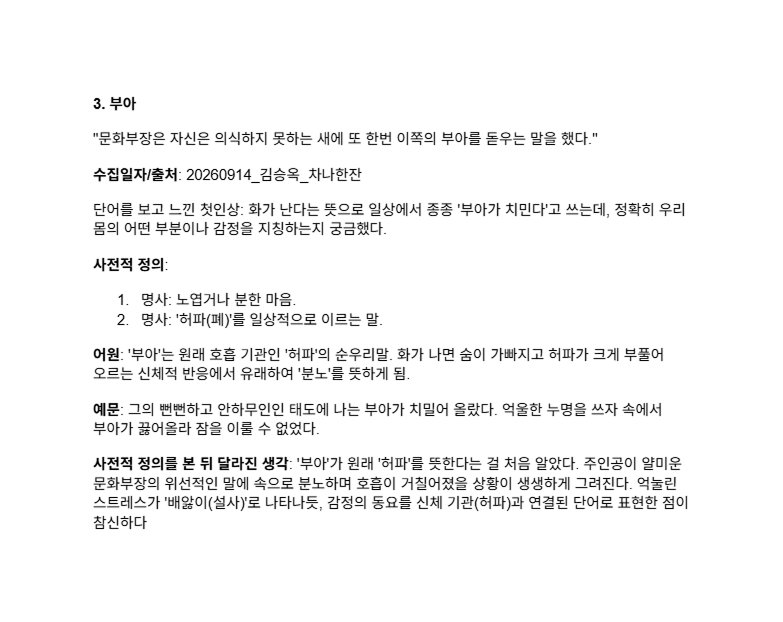 3. 부아
"문화부장은 자신은 의식하지 못하는 새에 또 한번 이쪽의 부아를 돋우는 말을 했다."
수집일자/출처: 20260914_김승옥_차나한잔
단어를 보고 느낀 첫인상: 화가 난다는 뜻으로 일상에서 종종 '부아가 치민다'고 쓰는데, 정확히 우리
몸의 어떤 부분이나 감정을 지칭하는지 궁금했다.
사전적 정의:
1. 명사: 노엽거나 분한 마음.
2. 명사: '허파(폐)'를 일상적으로 이르는 말.
어원: '부아'는 원래 호흡 기관인 '허파'의 순우리말. 화가 나면 숨이 가빠지고 허파가 크게 부풀어
오르는 신체적 반응에서 유래하여 '분노'를 뜻하게 됨.
예문: 그의 뻔뻔하고 안하무인인 태도에 나는 부아가 치밀어 올랐다. 억울한 누명을 쓰자 속에서
부아가 끓어올라 잠을 이룰 수 없었다.
사전적 정의를 본 뒤 달라진 생각: '부아'가 원래 '허파'를 뜻한다는 걸 처음 알았다. 주인공이 얄미운
문화부장의 위선적인 말에 속으로 분노하며 호흡이 거칠어졌을 상황이 생생하게 그려진다. 억눌린
스트레스가 '배앓이(설사)'로 나타나듯, 감정의 동요를 신체 기관(허파)과 연결된 단어로 표현한 점이
참신하다